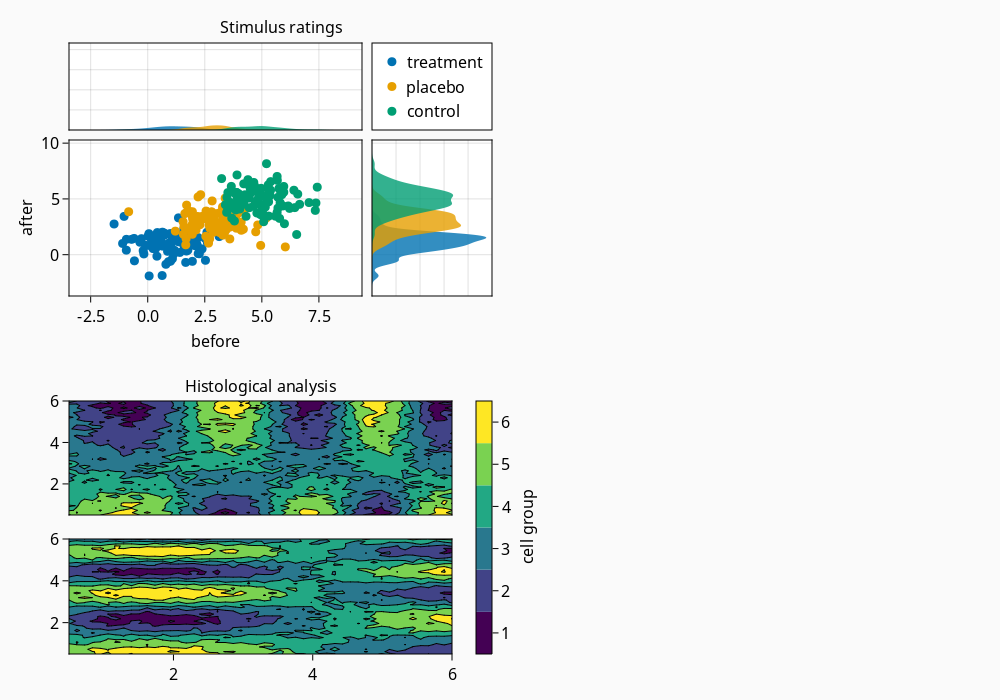 Stimulus ratings
treatment
placebo
control
10
5
0
after
-2.5 0.0 2.5 5.0 7.5
before
Histological analysis
6
4
2
6
4
2
2 4 6
6
5
4
3
2
1
cell group